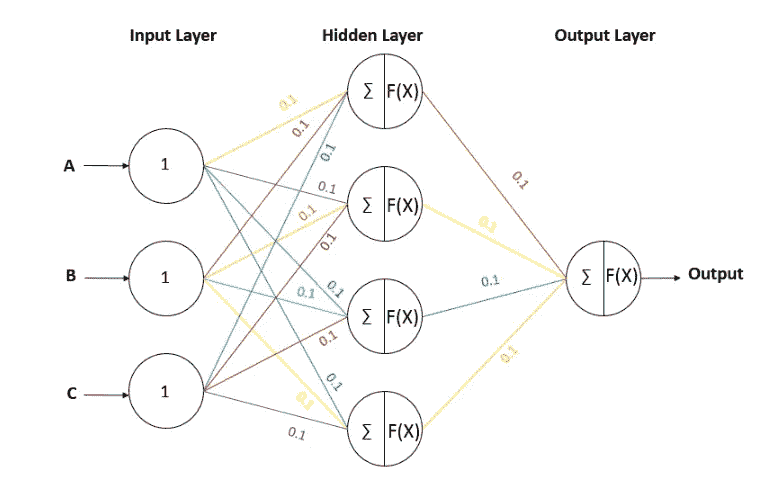 Input Layer Hidden Layer Output Layer
0.1
0.1
0.1
Σ F(X)
A 1
0.1
0.1
0.1
Σ F(X)
0.1
0.1
B 1
Σ F(X) Output
0.1
0.1
0.1
0.1
Σ F(X)
C 1
0.1
0.1
0.1
0.1
Σ F(X)